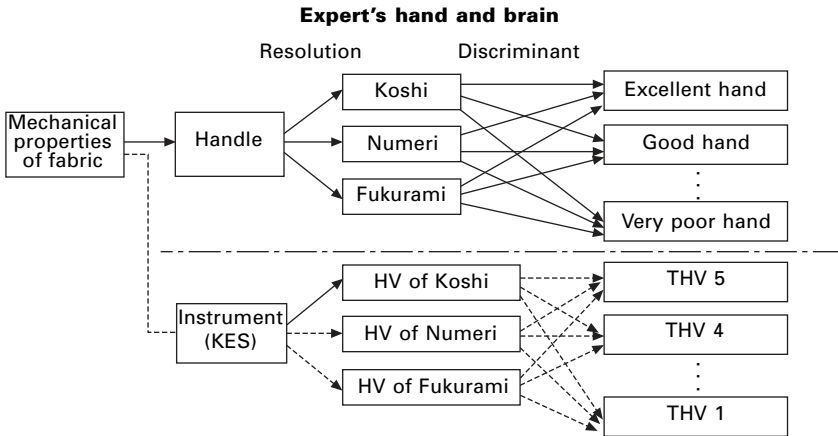 Expert's hand and brain
Resolution
Discriminant
Mechanical
properties
of fabric
Handle
Koshi
Numeri
Fukurami
Excellent hand
Good hand
Very poor hand
Instrument
(KES)
HV of Koshi
HV of Numeri
HV of Fukurami
THV 5
THV 4
THV 1